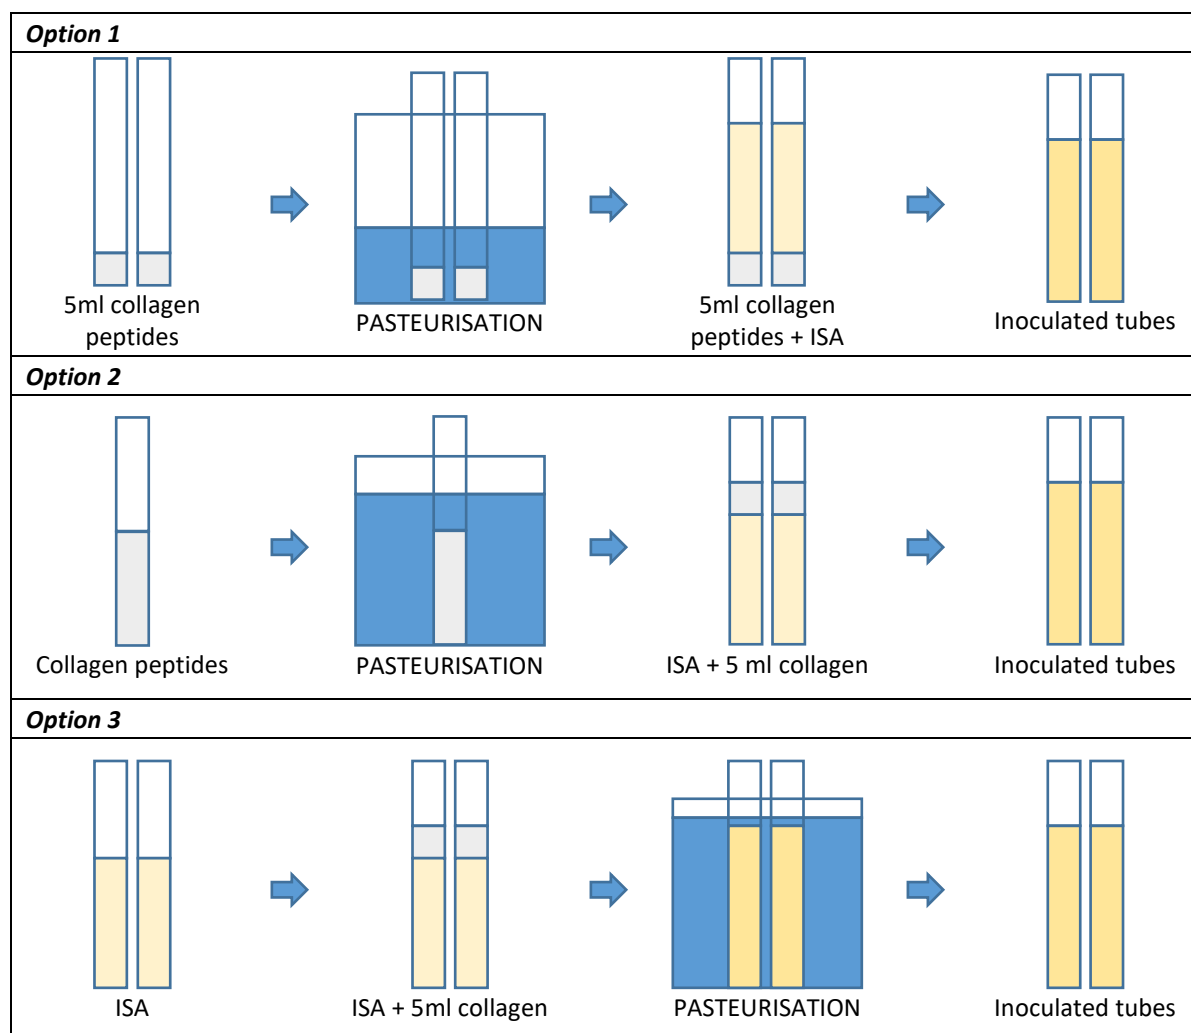 Option 1
5ml collagen
peptides
PASTEURISATION
5ml collagen
peptides + ISA
Inoculated tubes
Option 2
Collagen peptides
PASTEURISATION
ISA + 5 ml collagen
Inoculated tubes
Option 3
ISA
ISA + 5ml collagen
PASTEURISATION
Inoculated tubes